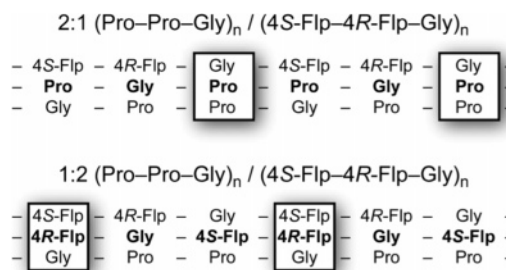 2:1 (Pro–Pro–Gly)n / (4S-Flp–4R-Flp–Gly)n
– 4S-Flp – 4R-Flp – Gly – 4S-Flp – 4R-Flp – Gly –
– Pro – Gly – Pro – Pro – Gly – Pro –
– Gly – Pro – Pro – Gly – Pro – Pro –
1:2 (Pro–Pro–Gly)n / (4S-Flp–4R-Flp–Gly)n
– 4S-Flp – 4R-Flp – Gly – 4S-Flp – 4R-Flp – Gly –
– 4R-Flp – Gly – 4S-Flp – 4R-Flp – Gly – 4S-Flp –
– Gly – Pro – Pro – Gly – Pro – Pro –